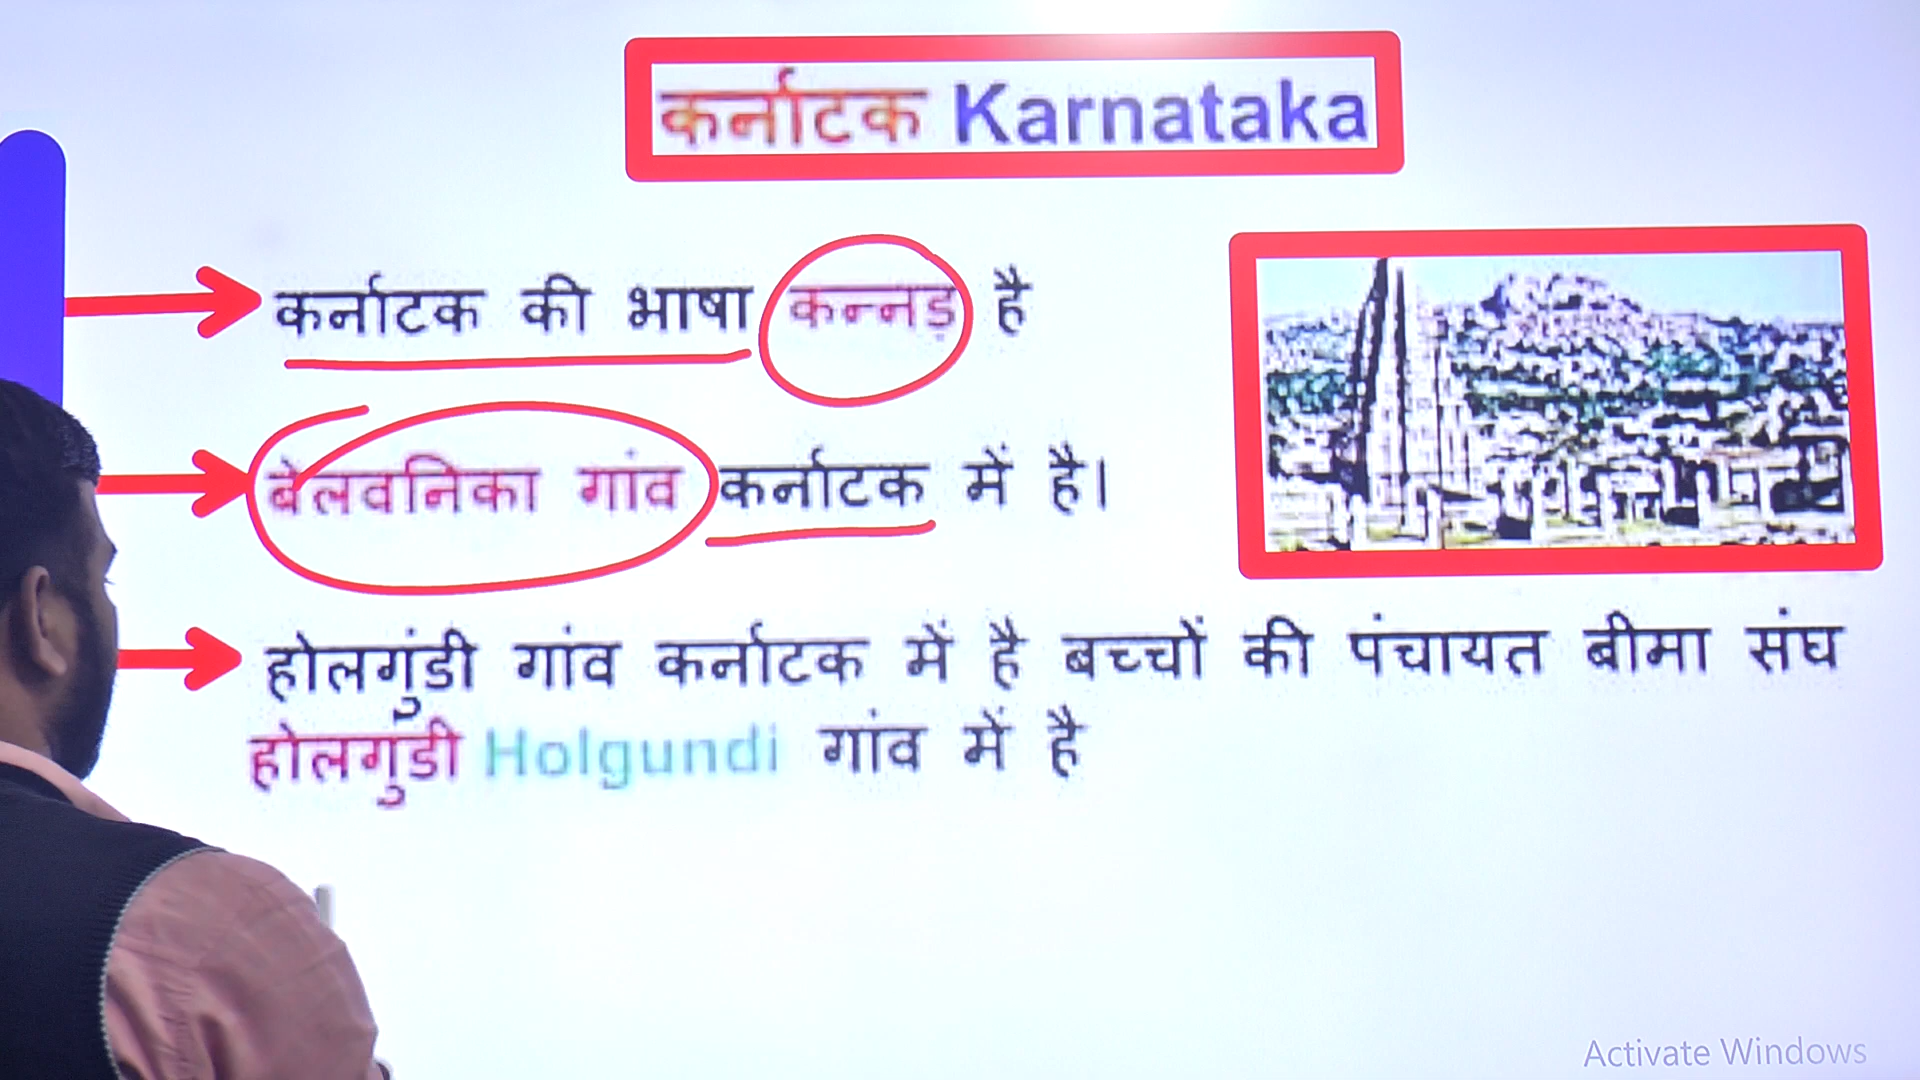 कर्नाटक Karnataka
कर्नाटक की भाषा कन्नड़ है
बेलवनिका गांव कर्नाटक में है।
होलगुंडी गांव कर्नाटक में है बच्चों की पंचायत बीमा संघ
होलगुंडी Holgundi गांव में है
Activate Windows